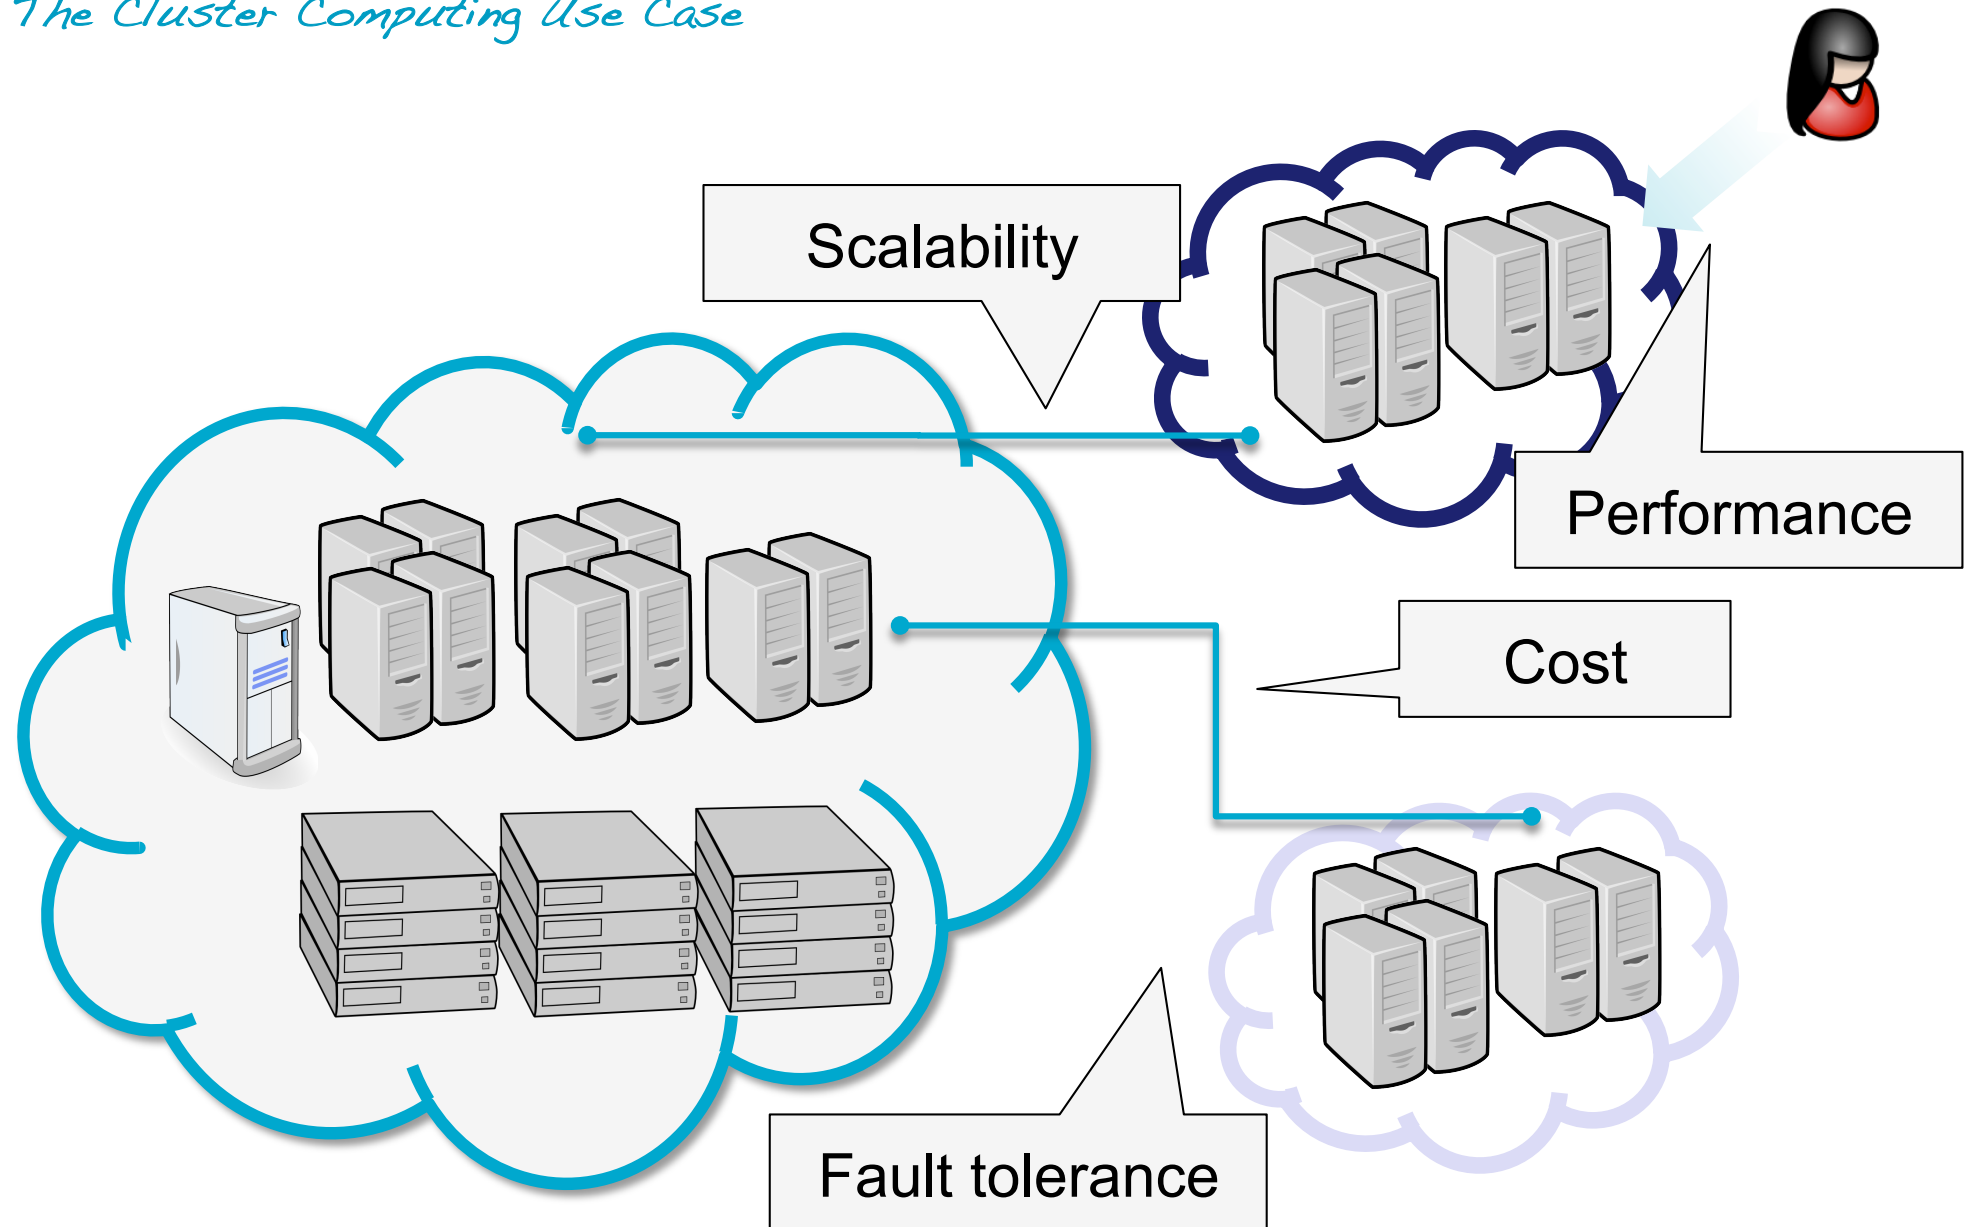 The Cluster Computing Use Case
Scalability
Performance
Cost
Fault tolerance